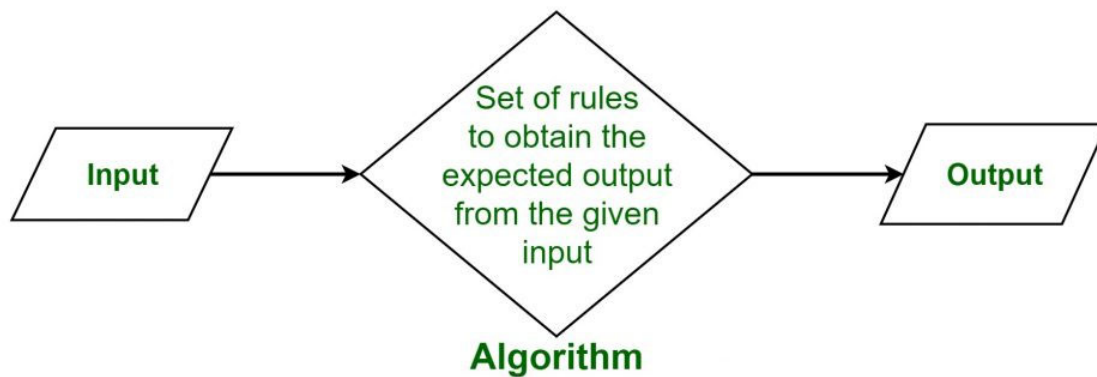 Input
Set of rules
to obtain the
expected output
from the given
input
Output
Algorithm